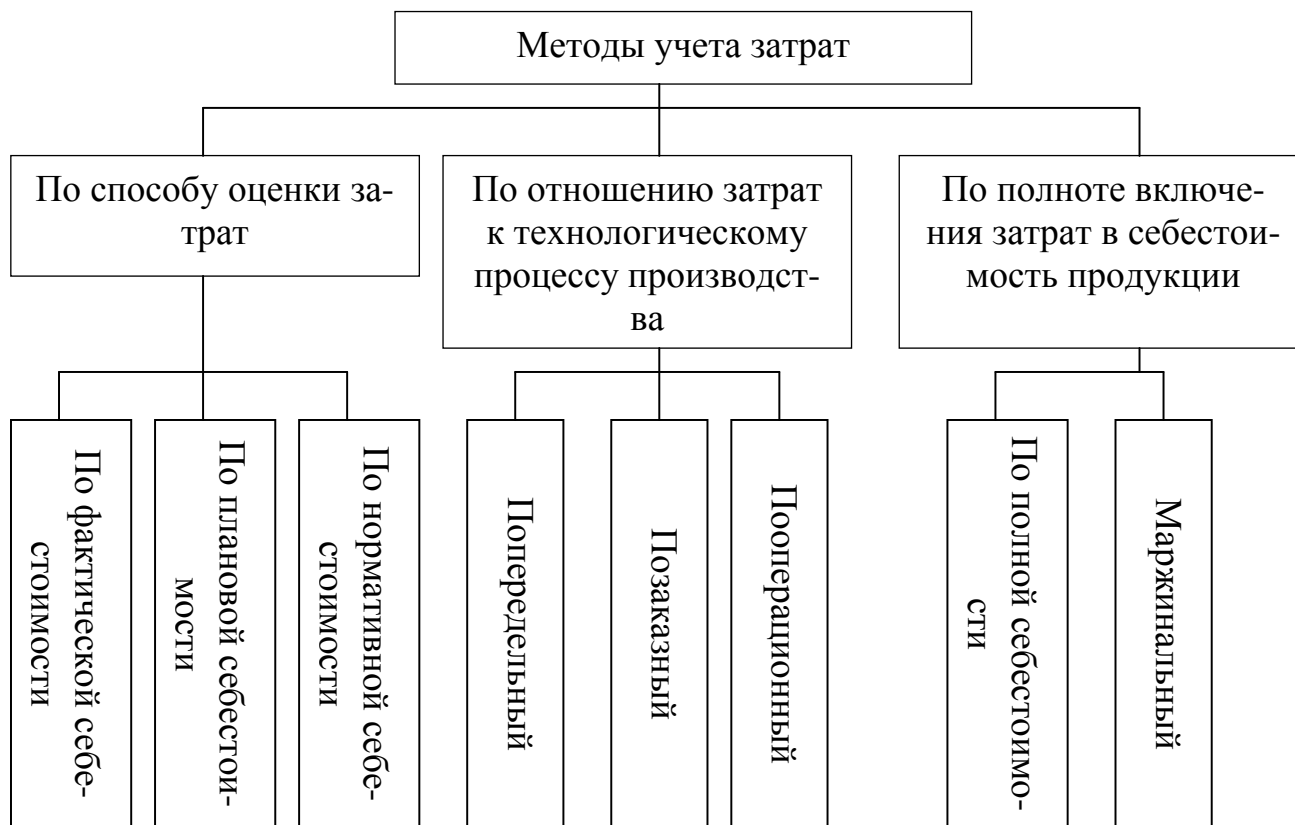 Методы учета затрат
По способу оценки за-
трат
По отношению затрат
к технологическому
процессу производст-
ва
По полноте включе-
ния затрат в себестои-
мость продукции
По фактической себе-
стоимости
По плановой себестои-
мости
По нормативной себе-
стоимости
Попередельный
Позаказный
Пооперационный
По полной себестоимо-
сти
Маржинальный